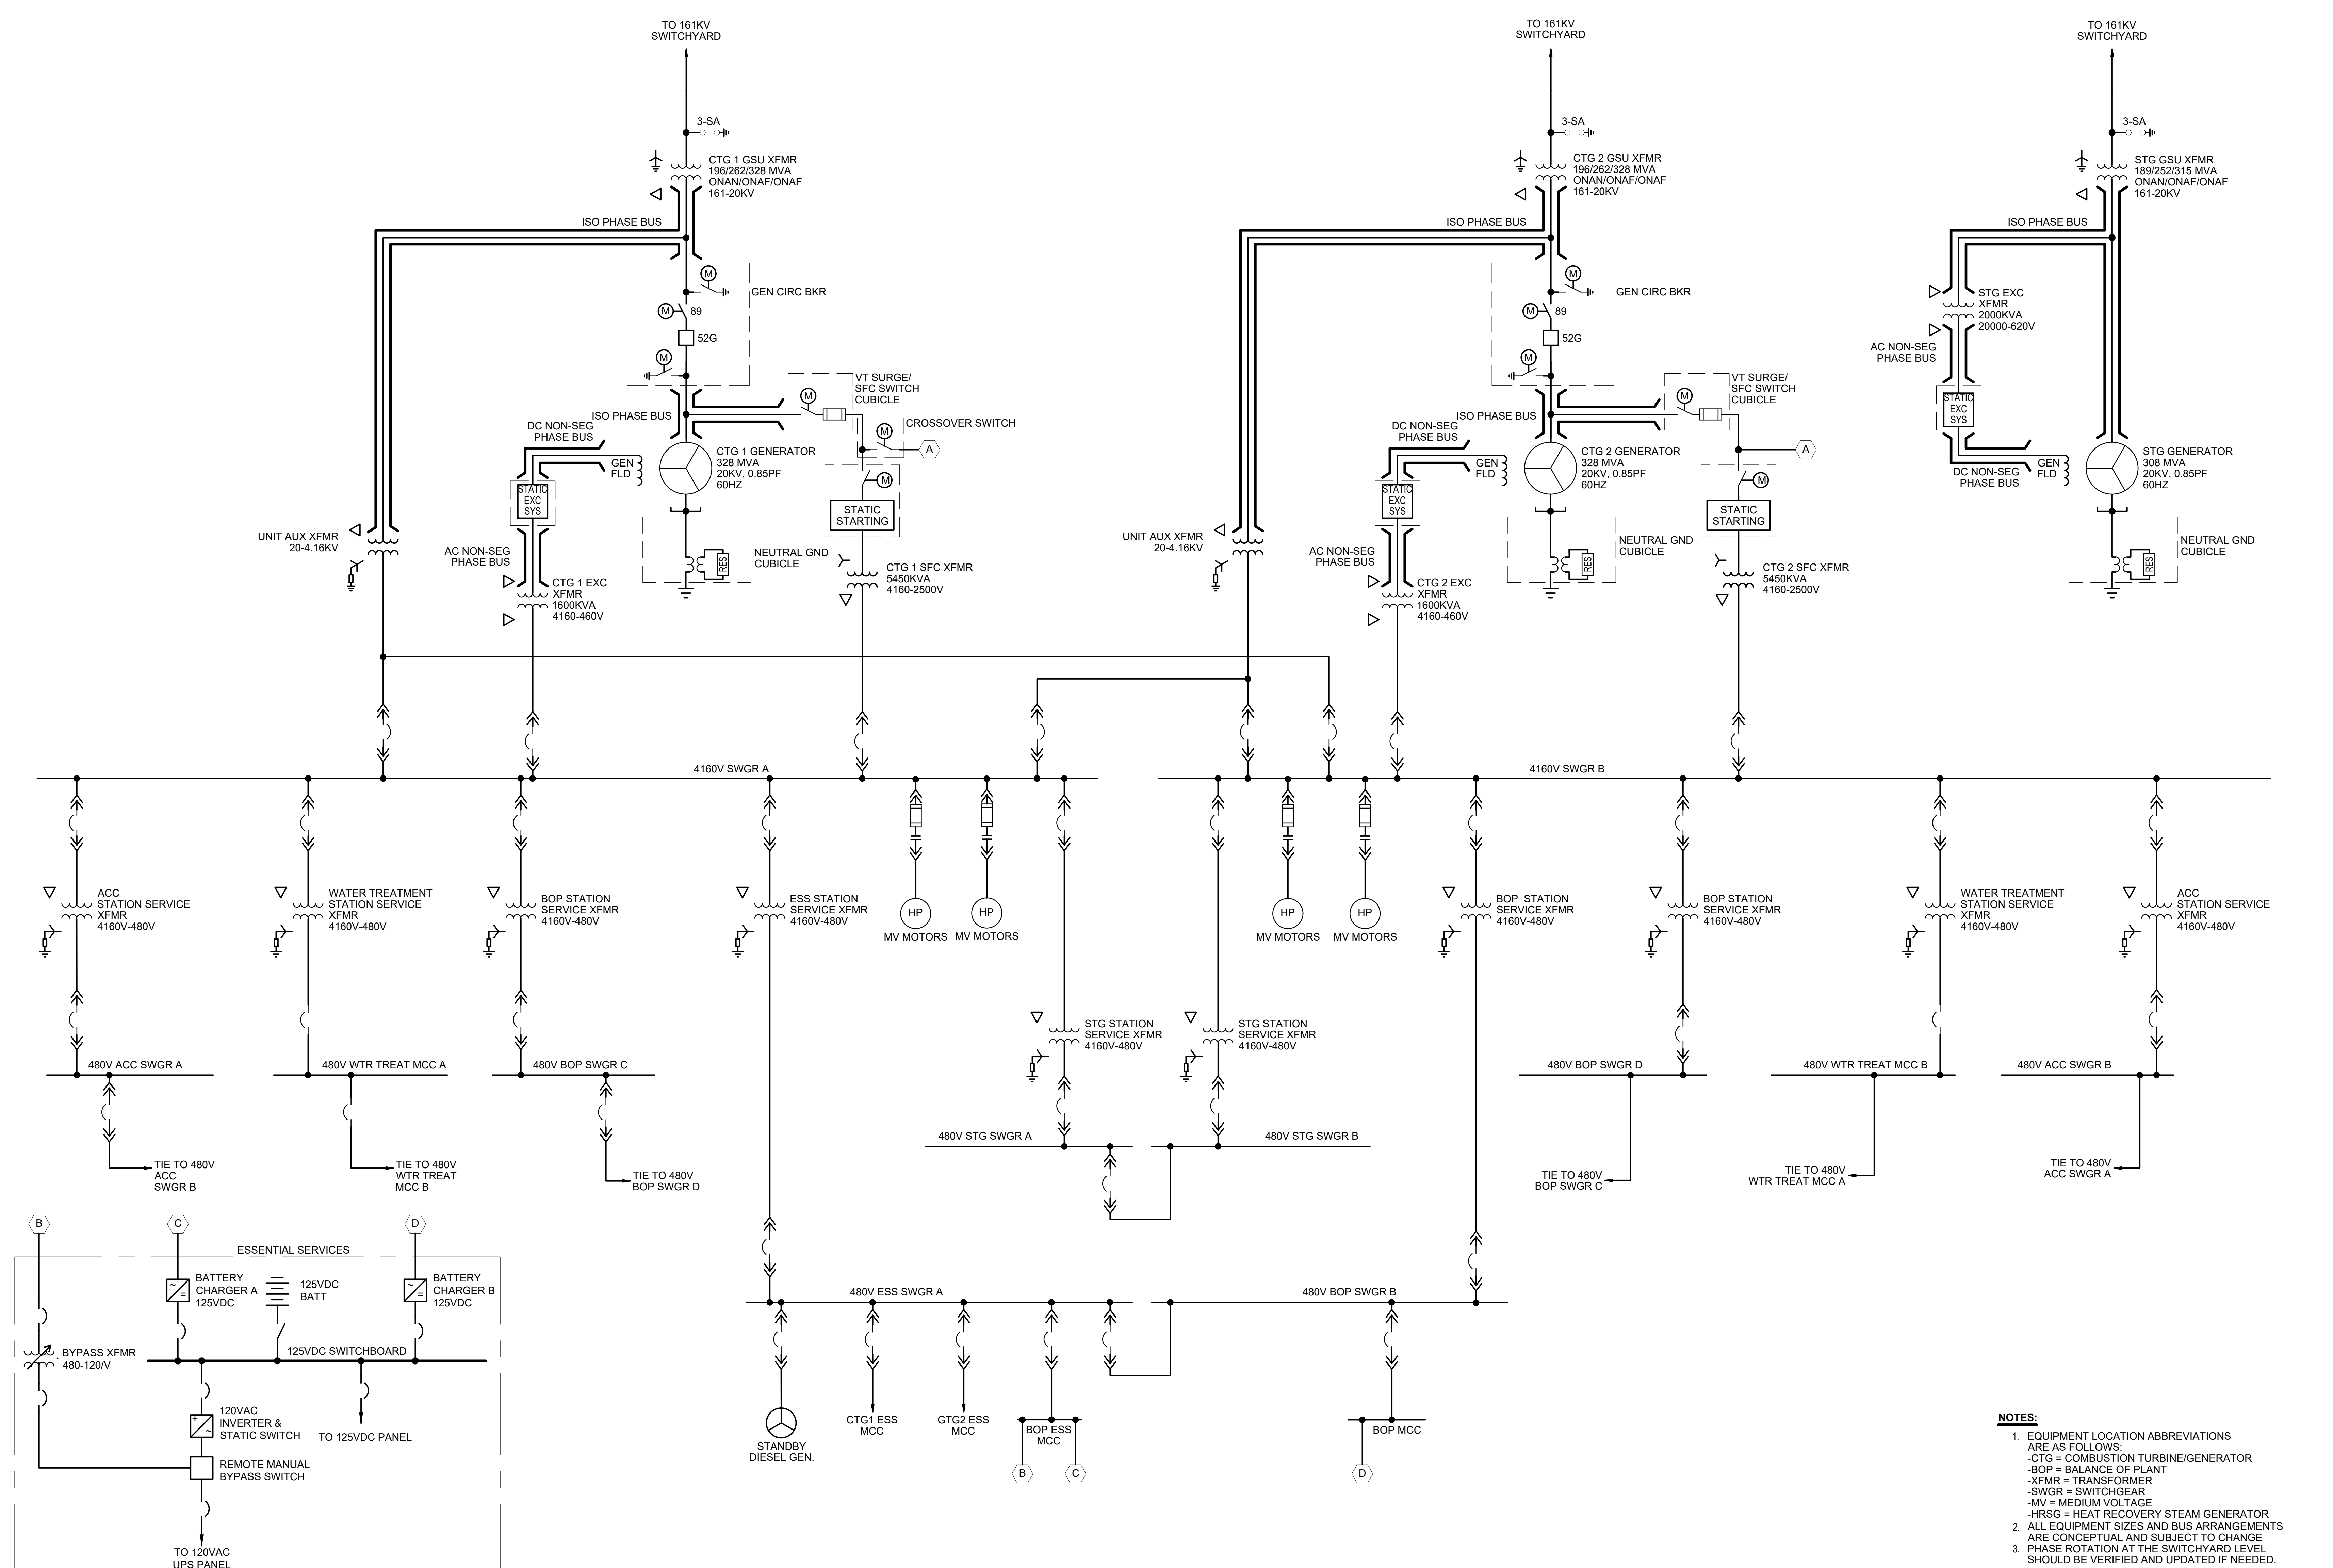 TO 161KV
SWITCHYARD
TO 161KV
SWITCHYARD
TO 161KV
SWITCHYARD
3-SA
3-SA
3-SA
CTG 1 GSU XFMR
196/262/328 MVA
ONAN/ONAF/ONAF
161-20KV
CTG 2 GSU XFMR
196/262/328 MVA
ONAN/ONAF/ONAF
161-20KV
STG GSU XFMR
189/252/315 MVA
ONAN/ONAF/ONAF
161-20KV
ISO PHASE BUS
ISO PHASE BUS
ISO PHASE BUS
M
GEN CIRC BKR
M
89
52G
M
M
GEN CIRC BKR
M
89
52G
M
STG EXC
XFMR
2000KVA
20000-620V
AC NON-SEG
PHASE BUS
STATIC
EXC
SYS
DC NON-SEG
PHASE BUS
GEN
FLD
STG GENERATOR
308 MVA
20KV, 0.85PF
60HZ
VT SURGE/
SFC SWITCH
CUBICLE
M
ISO PHASE BUS
CROSSOVER SWITCH
M
A
DC NON-SEG
PHASE BUS
GEN
FLD
CTG 1 GENERATOR
328 MVA
20KV, 0.85PF
60HZ
STATIC
EXC
SYS
M
STATIC
STARTING
VT SURGE/
SFC SWITCH
CUBICLE
M
ISO PHASE BUS
A
DC NON-SEG
PHASE BUS
GEN
FLD
CTG 2 GENERATOR
328 MVA
20KV, 0.85PF
60HZ
STATIC
EXC
SYS
M
STATIC
STARTING
UNIT AUX XFMR
20-4.16KV
AC NON-SEG
PHASE BUS
CTG 1 EXC
XFMR
1600KVA
4160-460V
RES
NEUTRAL GND
CUBICLE
CTG 1 SFC XFMR
5450KVA
4160-2500V
UNIT AUX XFMR
20-4.16KV
AC NON-SEG
PHASE BUS
CTG 2 EXC
XFMR
1600KVA
4160-460V
RES
NEUTRAL GND
CUBICLE
CTG 2 SFC XFMR
5450KVA
4160-2500V
RES
NEUTRAL GND
CUBICLE
4160V SWGR A
4160V SWGR B
ACC
STATION SERVICE
XFMR
4160V-480V
WATER TREATMENT
STATION SERVICE
XFMR
4160V-480V
BOP STATION
SERVICE XFMR
4160V-480V
ESS STATION
SERVICE XFMR
4160V-480V
HP
MV MOTORS
HP
MV MOTORS
HP
MV MOTORS
HP
MV MOTORS
BOP STATION
SERVICE XFMR
4160V-480V
BOP STATION
SERVICE XFMR
4160V-480V
WATER TREATMENT
STATION SERVICE
XFMR
4160V-480V
ACC
STATION SERVICE
XFMR
4160V-480V
STG STATION
SERVICE XFMR
4160V-480V
STG STATION
SERVICE XFMR
4160V-480V
480V ACC SWGR A
480V WTR TREAT MCC A
480V BOP SWGR C
480V BOP SWGR D
480V WTR TREAT MCC B
480V ACC SWGR B
480V STG SWGR A
480V STG SWGR B
TIE TO 480V
ACC
SWGR B
TIE TO 480V
WTR TREAT
MCC B
TIE TO 480V
BOP SWGR D
TIE TO 480V
BOP SWGR C
TIE TO 480V
WTR TREAT MCC A
TIE TO 480V
ACC SWGR A
B
C
D
ESSENTIAL SERVICES
BATTERY
CHARGER A
125VDC
125VDC
BATT
BATTERY
CHARGER B
125VDC
BYPASS XFMR
480-120/V
125VDC SWITCHBOARD
120VAC
INVERTER &
STATIC SWITCH
TO 125VDC PANEL
REMOTE MANUAL
BYPASS SWITCH
TO 120VAC
UPS PANEL
480V ESS SWGR A
480V BOP SWGR B
STANDBY
DIESEL GEN.
CTG1 ESS
MCC
GTG2 ESS
MCC
BOP ESS
MCC
B
C
BOP MCC
D
NOTES:
1. EQUIPMENT LOCATION ABBREVIATIONS
ARE AS FOLLOWS:
-CTG = COMBUSTION TURBINE/GENERATOR
-BOP = BALANCE OF PLANT
-XFMR = TRANSFORMER
-SWGR = SWITCHGEAR
-MV = MEDIUM VOLTAGE
-HRSG = HEAT RECOVERY STEAM GENERATOR
2. ALL EQUIPMENT SIZES AND BUS ARRANGEMENTS
ARE CONCEPTUAL AND SUBJECT TO CHANGE
3. PHASE ROTATION AT THE SWITCHYARD LEVEL
SHOULD BE VERIFIED AND UPDATED IF NEEDED.